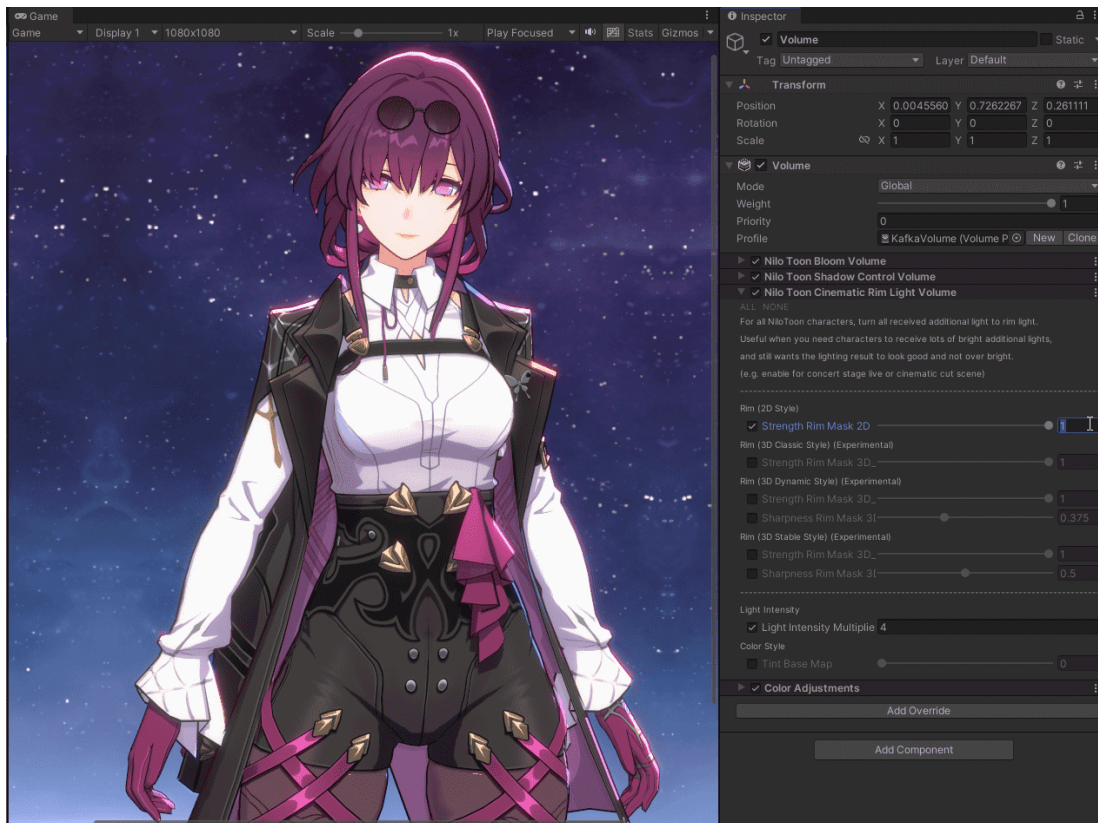 Game
Game Display 1 1080x1080 Scale 1x Play Focused Stats Gizmos
Inspector
Volume Static
Tag Untagged Layer Default
Transform
Position X 0.0045560 Y 0.7262267 Z 0.261111
Rotation X 0 Y 0 Z 0
Scale X 1 Y 1 Z 1
Volume
Mode Global
Weight 1
Priority 0
Profile KafkaVolume (Volume P New Clone
Nilo Toon Bloom Volume
Nilo Toon Shadow Control Volume
Nilo Toon Cinematic Rim Light Volume
ALL NONE
For all NiloToon characters, turn all received additional light to rim light.
Useful when you need characters to receive lots of bright additional lights,
and still wants the lighting result to look good and not over bright.
(e.g. enable for concert stage live or cinematic cut scene)
Rim (2D Style)
Strength Rim Mask 2D 1
Rim (3D Classic Style) (Experimental)
Strength Rim Mask 3D_ 1
Rim (3D Dynamic Style) (Experimental)
Strength Rim Mask 3D_ 1
Sharpness Rim Mask 3[ 0.375
Rim (3D Stable Style) (Experimental)
Strength Rim Mask 3D_ 1
Sharpness Rim Mask 3[ 0.5
Light Intensity
Light Intensity Multiplie 4
Color Style
Tint Base Map 0
Color Adjustments
Add Override
Add Component